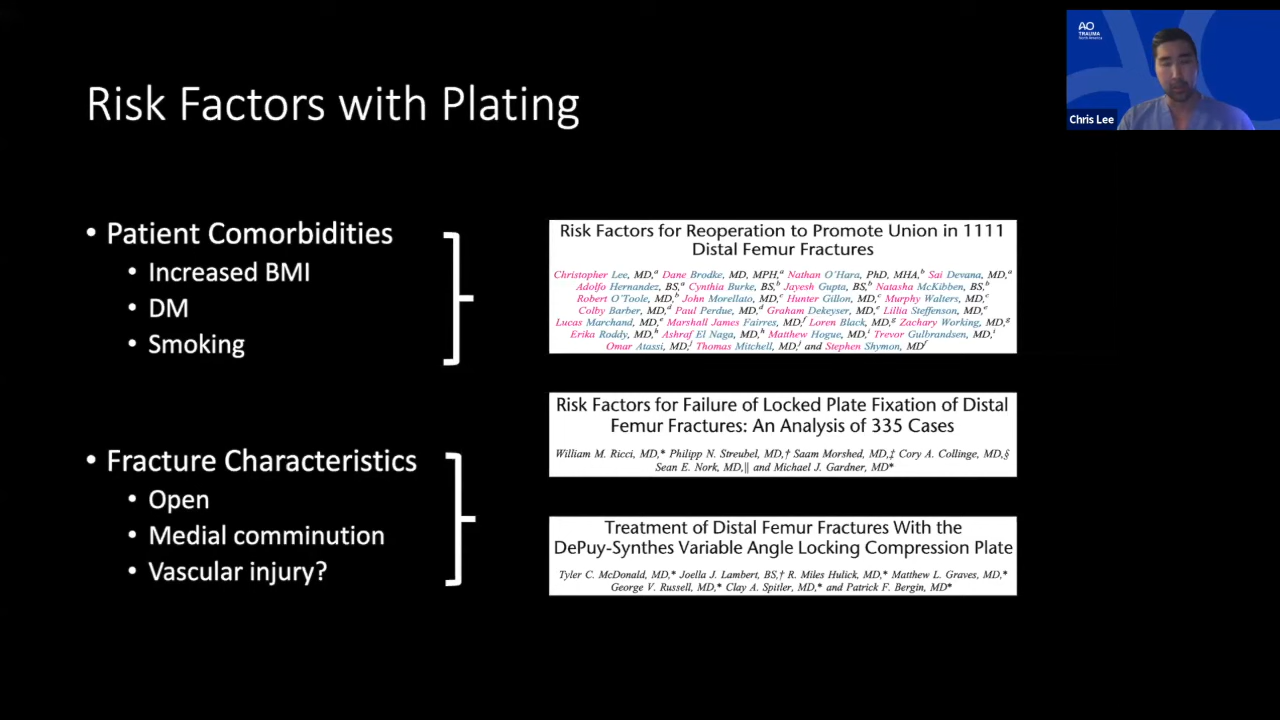 Risk Factors with Plating
AO
TRAUMA
North America
Chris Lee
• Patient Comorbidities
• Increased BMI
• DM
• Smoking
• Fracture Characteristics
• Open
• Medial comminution
• Vascular injury?
Risk Factors for Reoperation to Promote Union in 1111
Distal Femur Fractures
Christopher Lee, MD,a Dane Brodke, MD, MPH,a Nathan O'Hara, PhD, MHA,b Sai Devana, MD,a
Adolfo Hernandez, BS,a Cynthia Burke, BS,b Jayesh Gupta, BS,b Natasha McKibben, BS,b
Robert O'Toole, MD,b John Morellato, MD,c Hunter Gillon, MD,c Murphy Walters, MD,c
Colby Barber, MD,d Paul Perdue, MD,d Graham Dekeyser, MD,e Lillia Steffenson, MD,e
Lucas Marchand, MD,e Marshall James Fairres, MD,f Loren Black, MD,g Zachary Working, MD,g
Erika Roddy, MD,h Ashraf El Naga, MD,h Matthew Hogue, MD,i Trevor Gulbrandsen, MD,i
Omar Atassi, MD,j Thomas Mitchell, MD,j and Stephen Shymon, MDf
Risk Factors for Failure of Locked Plate Fixation of Distal
Femur Fractures: An Analysis of 335 Cases
William M. Ricci, MD,* Philipp N. Streubel, MD,† Saam Morshed, MD,‡ Cory A. Collinge, MD,§
Sean E. Nork, MD,|| and Michael J. Gardner, MD*
Treatment of Distal Femur Fractures With the
DePuy-Synthes Variable Angle Locking Compression Plate
Tyler C. McDonald, MD,* Joella J. Lambert, BS,† R. Miles Hulick, MD,* Matthew L. Graves, MD,*
George V. Russell, MD,* Clay A. Spitler, MD,* and Patrick F. Bergin, MD*